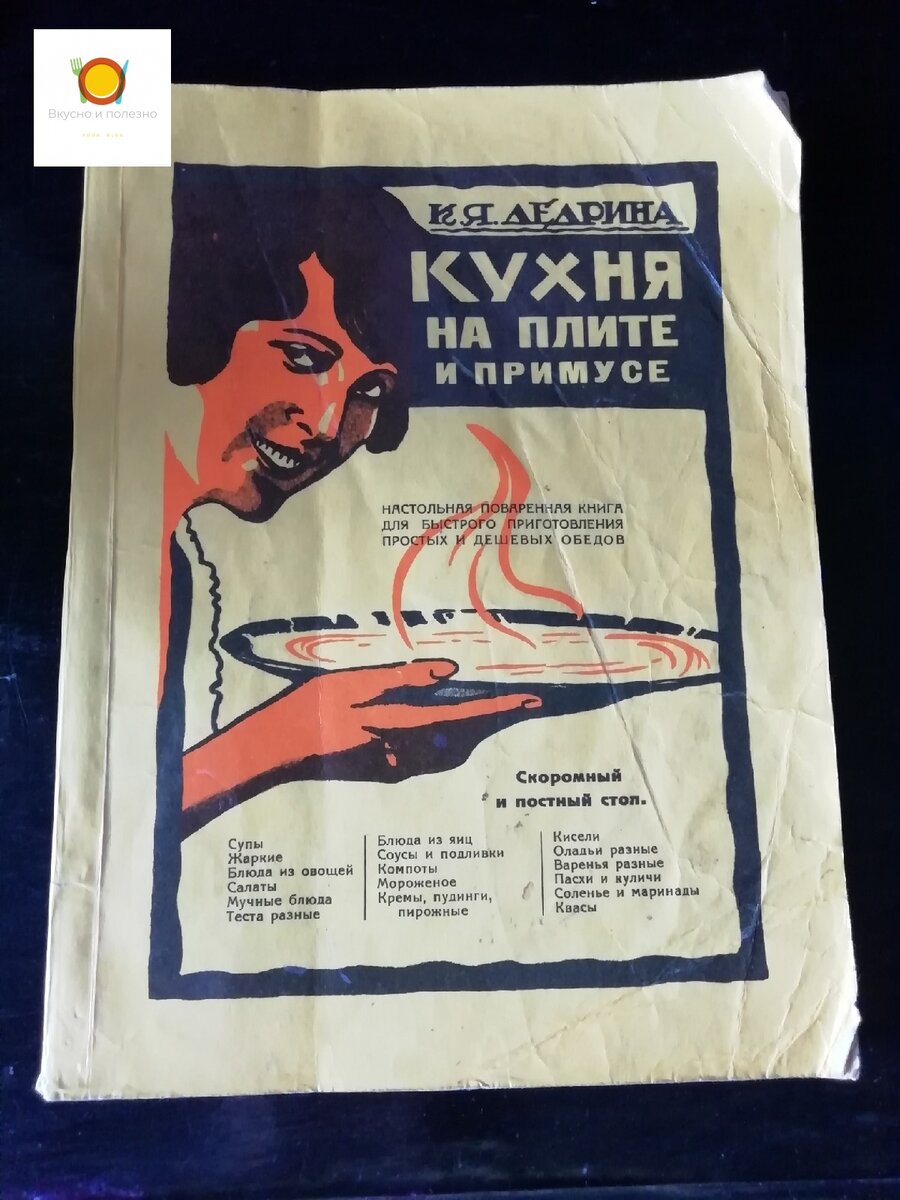 Вкусно и полезно
К.Я. ДЕДРИНА
КУХНЯ
НА ПЛИТЕ
И ПРИМУСЕ
НАСТОЛЬНАЯ ПОВАРЕННАЯ КНИГА
ДЛЯ БЫСТРОГО ПРИГОТОВЛЕНИЯ
ПРОСТЫХ И ДЕШЕВЫХ ОБЕДОВ
Скоромный
и постный стол.
Супы
Жаркие
Блюда из овощей
Салаты
Мучные блюда
Теста разные
Блюда из яиц
Соусы и подливки
Компоты
Мороженое
Кремы, пудинги,
пирожные
Кисели
Оладьи разные
Варенья разные
Пасхи и куличи
Соленье и маринады
Квасы